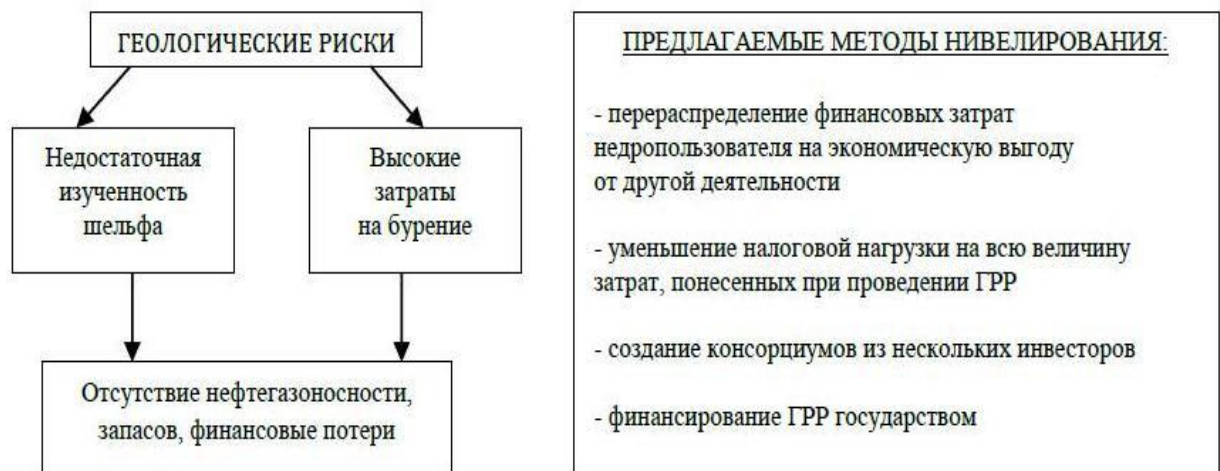 ГЕОЛОГИЧЕСКИЕ РИСКИ
Недостаточная
изученность
шельфа
Высокие
затраты
на бурение
Отсутствие нефтегазоносности,
запасов, финансовые потери
ПРЕДЛАГАЕМЫЕ МЕТОДЫ НИВЕЛИРОВАНИЯ:
- перераспределение финансовых затрат
недропользователя на экономическую выгоду
от другой деятельности
- уменьшение налоговой нагрузки на всю величину
затрат, понесенных при проведении ГРР
- создание консорциумов из нескольких инвесторов
- финансирование ГРР государством